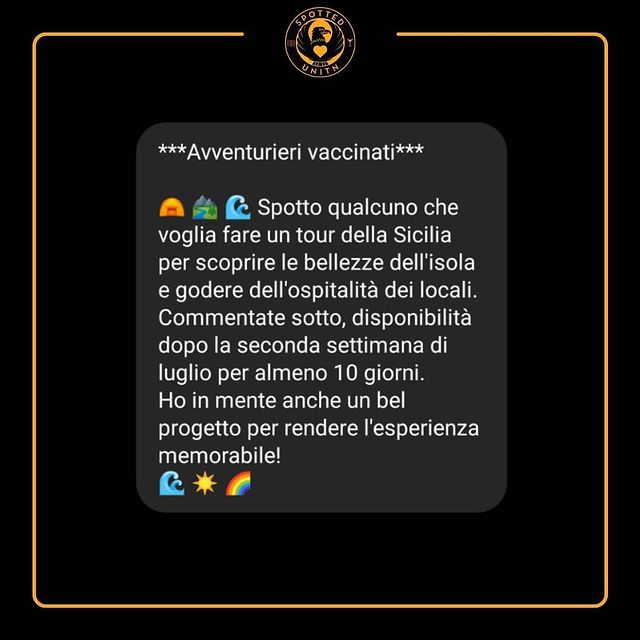 SPOTTED
UNITN
***Avventurieri vaccinati***
Spotto qualcuno che
voglia fare un tour della Sicilia
per scoprire le bellezze dell'isola
e godere dell'ospitalità dei locali.
Commentate sotto, disponibilità
dopo la seconda settimana di
luglio per almeno 10 giorni.
Ho in mente anche un bel
progetto per rendere l'esperienza
memorabile!